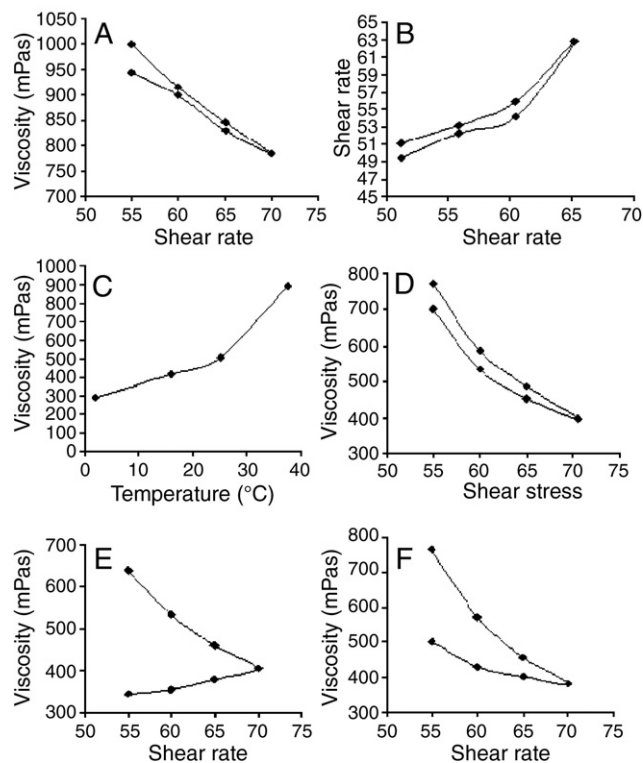 A
Viscosity (mPas)
1050
1000
950
900
850
800
750
700
50 55 60 65 70 75
Shear rate
B
Shear rate
63
61
59
57
55
53
51
49
47
45
50 55 60 65 70
Shear rate
C
Viscosity (mPas)
1000
900
800
700
600
500
400
300
200
100
0
0 10 20 30 40
Temperature (°C)
D
Viscosity (mPas)
800
700
600
500
400
300
50 55 60 65 70 75
Shear stress
E
Viscosity (mPas)
700
600
500
400
300
50 55 60 65 70 75
Shear rate
F
Viscosity (mPas)
800
700
600
500
400
300
50 55 60 65 70 75
Shear rate